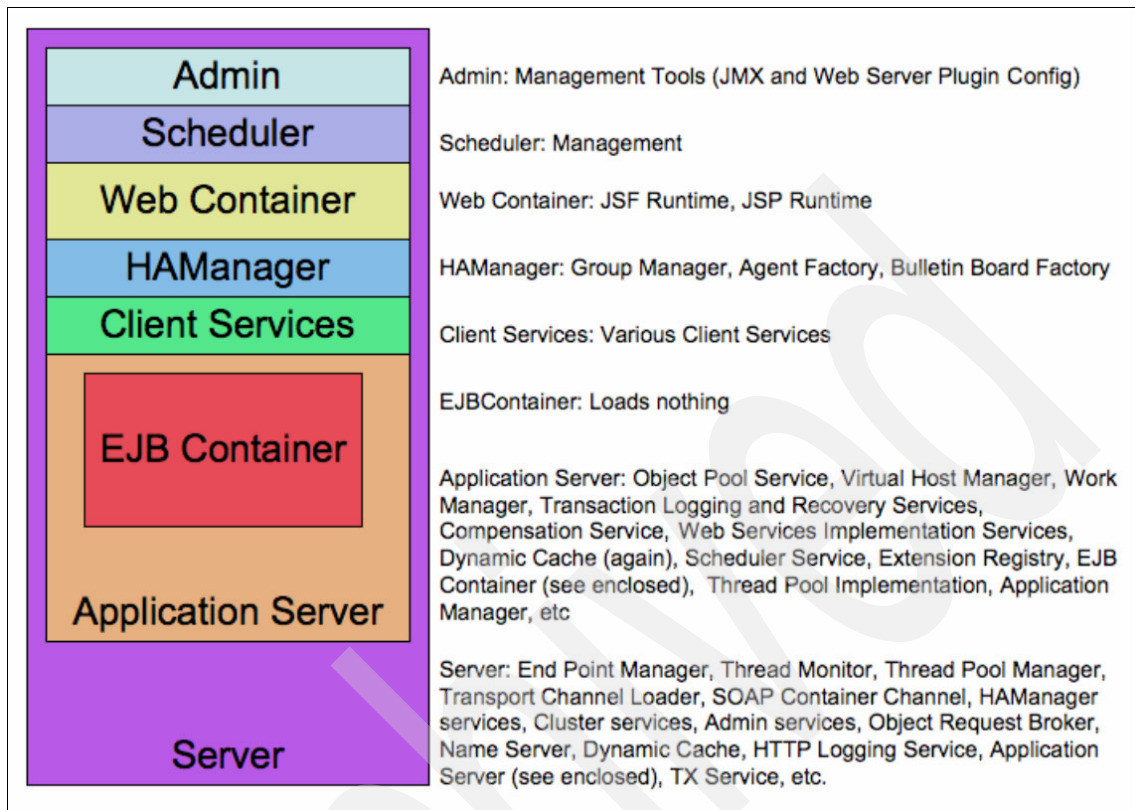 Admin
Scheduler
Web Container
HAManager
Client Services
EJB Container
Application Server
Server
Admin: Management Tools (JMX and Web Server Plugin Config)
Scheduler: Management
Web Container: JSF Runtime, JSP Runtime
HAManager: Group Manager, Agent Factory, Bulletin Board Factory
Client Services: Various Client Services
EJBContainer: Loads nothing
Application Server: Object Pool Service, Virtual Host Manager, Work
Manager, Transaction Logging and Recovery Services,
Compensation Service, Web Services Implementation Services,
Dynamic Cache (again), Scheduler Service, Extension Registry, EJB
Container (see enclosed),  Thread Pool Implementation, Application
Manager, etc
Server: End Point Manager, Thread Monitor, Thread Pool Manager,
Transport Channel Loader, SOAP Container Channel, HAManager
services, Cluster services, Admin services, Object Request Broker,
Name Server, Dynamic Cache, HTTP Logging Service, Application
Server (see enclosed), TX Service, etc.